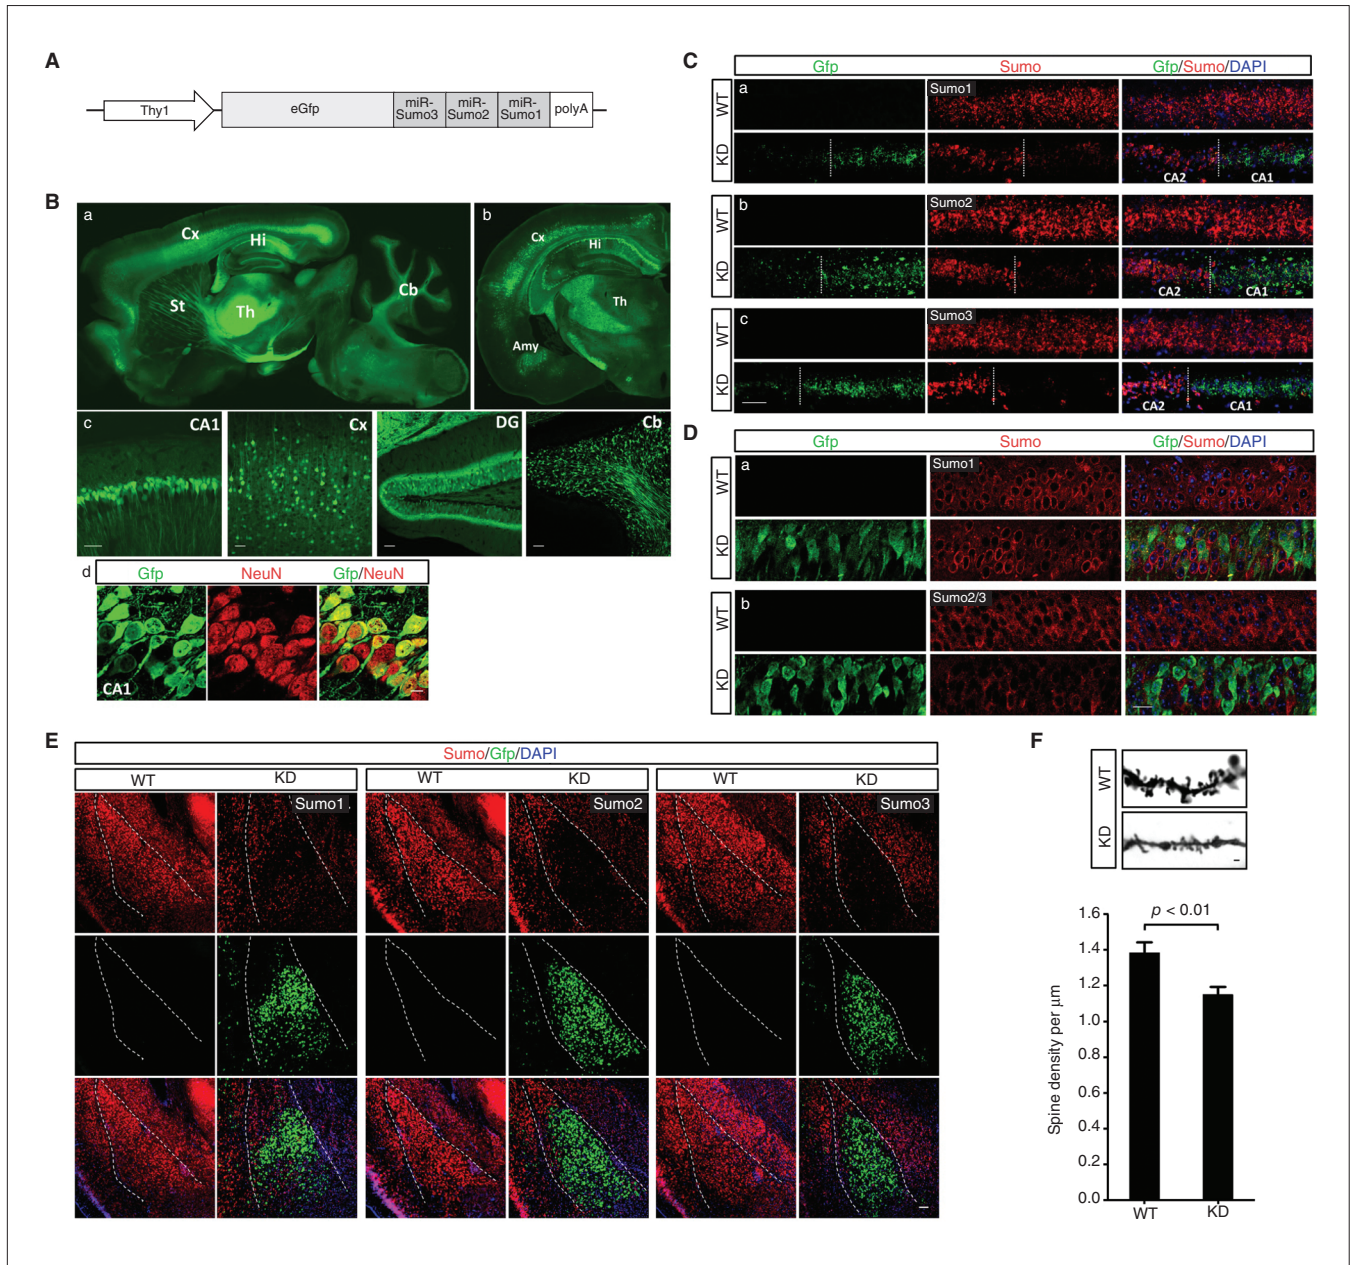 A
Thy1
eGfp
miR-
Sumo3
miR-
Sumo2
miR-
Sumo1
polyA
B
a
Cx
Hi
St
Th
Cb
b
Cx
Hi
Th
Amy
c
CA1
Cx
DG
Cb
d
Gfp
NeuN
Gfp/NeuN
CA1
C
Gfp
Sumo
Gfp/Sumo/DAPI
WT
a
Sumo1
KD
CA2
CA1
WT
b
Sumo2
KD
CA2
CA1
WT
c
Sumo3
KD
CA2
CA1
D
Gfp
Sumo
Gfp/Sumo/DAPI
WT
a
Sumo1
KD
WT
b
Sumo2/3
KD
E
Sumo/Gfp/DAPI
WT
KD
WT
KD
WT
KD
Sumo1
Sumo2
Sumo3
F
WT
KD
p < 0.01
Spine density per μm
1.6
1.4
1.2
1.0
0.8
0.6
0.4
0.2
0.0
WT
KD